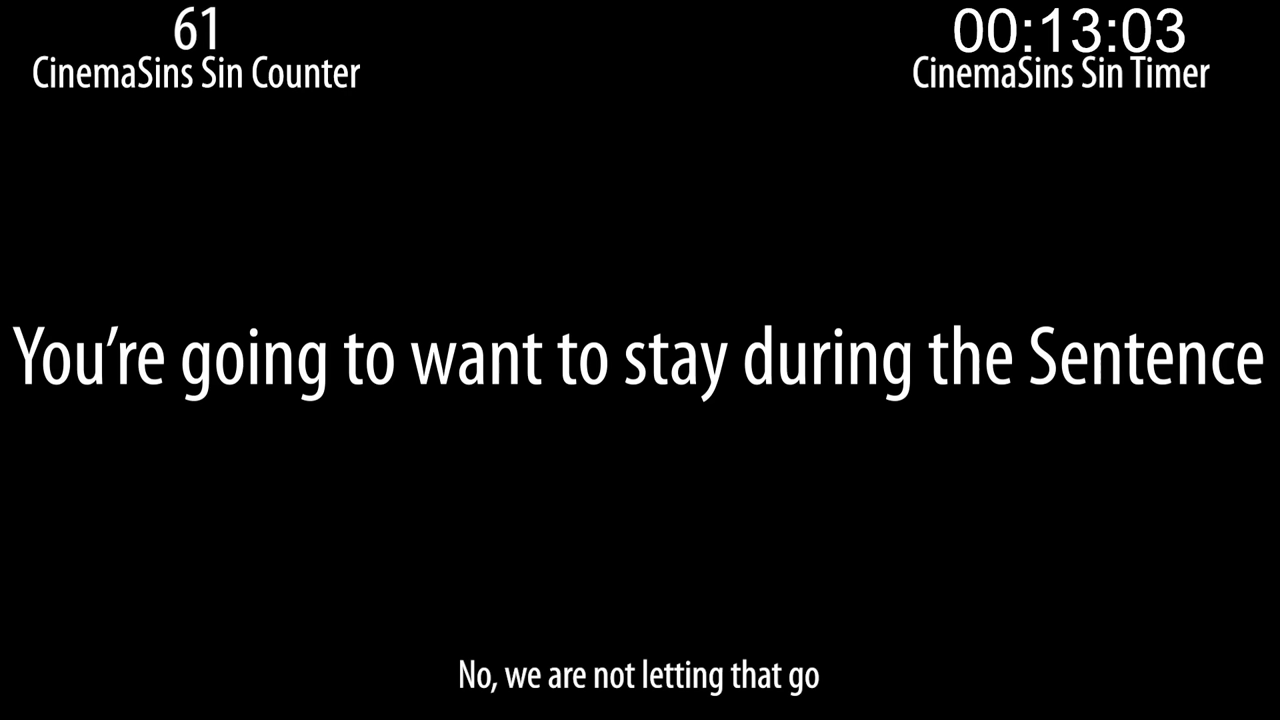 61
CinemaSins Sin Counter
00:13:03
CinemaSins Sin Timer
You’re going to want to stay during the Sentence
No, we are not letting that go